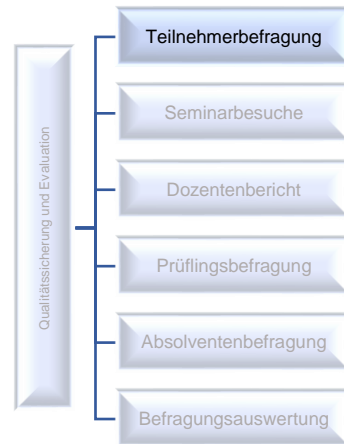 Qualitätssicherung und Evaluation
Teilnehmerbefragung
Seminarbesuche
Dozentenbericht
Prüflingsbefragung
Absolventenbefragung
Befragungsauswertung